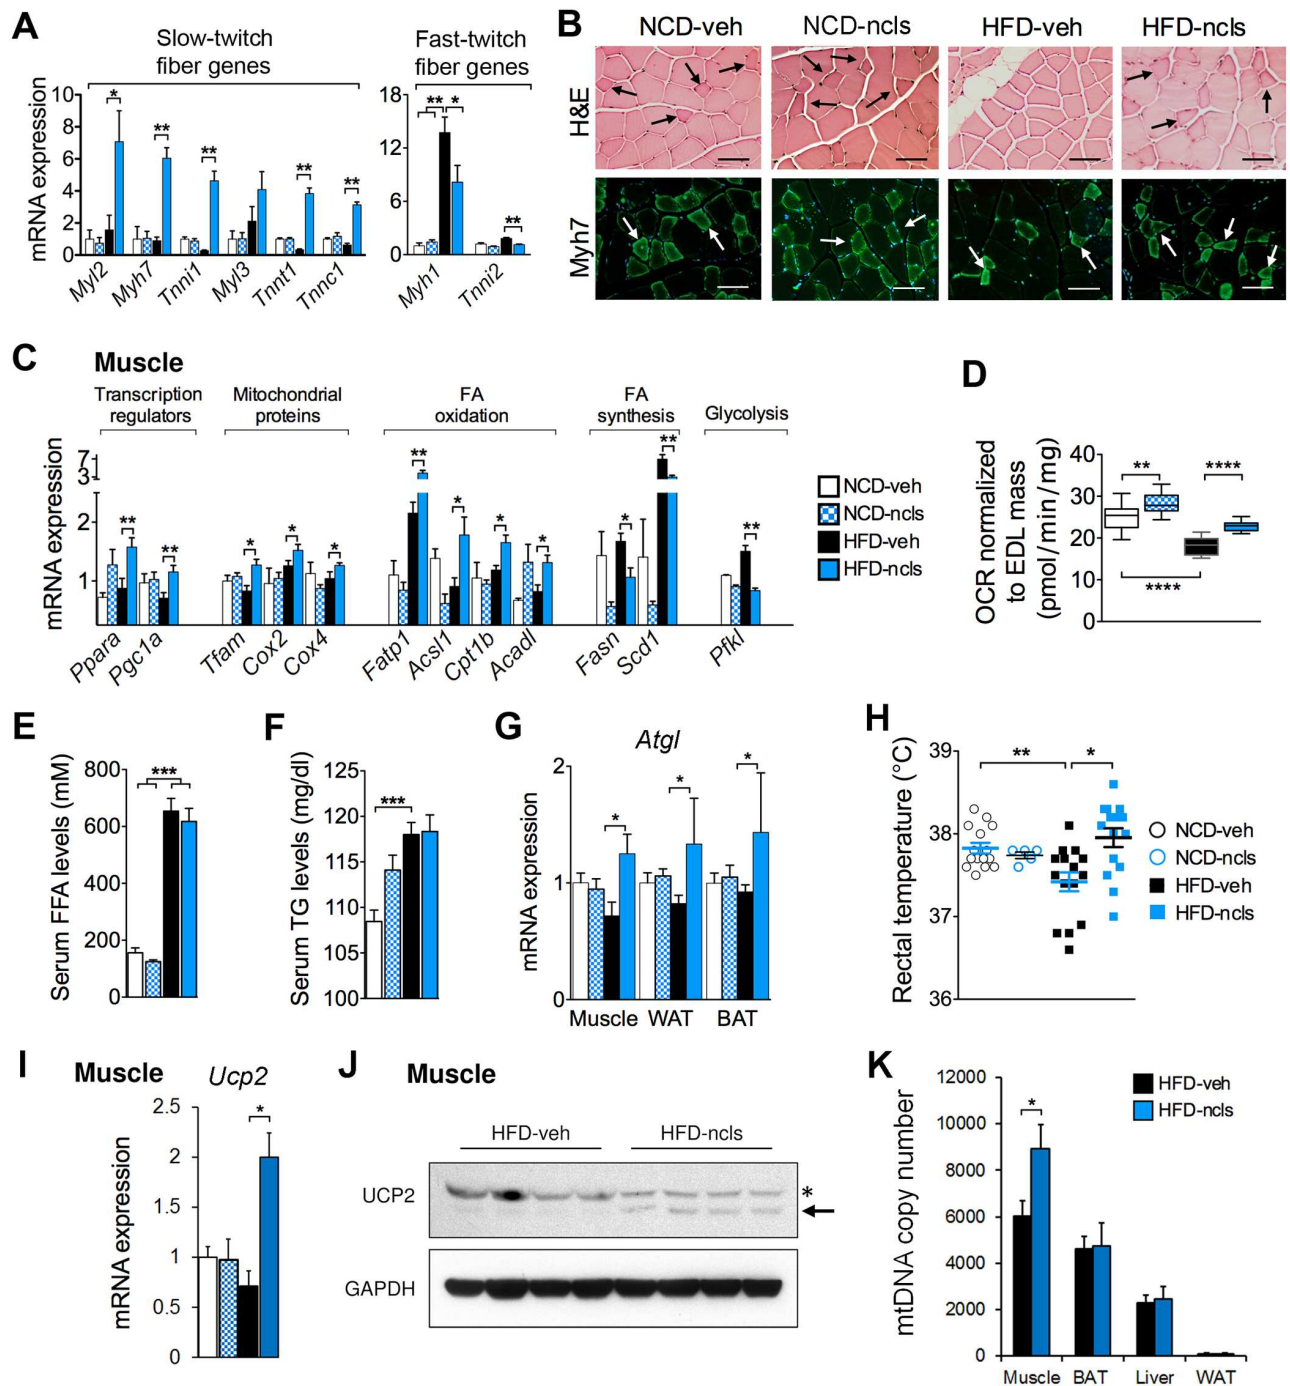 A
Slow-twitch
fiber genes
Fast-twitch
fiber genes
mRNA expression
10
8
6
4
2
0
18
12
6
0
*
**
**
**
**
**
*
**
Myl2
Myh7
Tnni1
Myl3
Tnnt1
Tnnc1
Myh1
Tnni2
B
NCD-veh
NCD-ncls
HFD-veh
HFD-ncls
H&E
Myh7
C
Muscle
Transcription
regulators
Mitochondrial
proteins
FA
oxidation
FA
synthesis
Glycolysis
mRNA expression
7
3
2
1
**
**
*
*
*
**
*
*
*
*
**
**
Ppara
Pgc1a
Tfam
Cox2
Cox4
Fatp1
Acsl1
Cpt1b
Acadl
Fasn
Scd1
Pfkl
NCD-veh
NCD-ncls
HFD-veh
HFD-ncls
D
OCR normalized
to EDL mass
(pmol/min/mg)
40
30
20
10
0
**
****
****
E
Serum FFA levels (mM)
800
600
400
200
0
***
F
Serum TG levels (mg/dl)
125
120
115
110
105
100
***
G
Atgl
mRNA expression
2
1
0
*
*
*
Muscle
WAT
BAT
H
Rectal temperature (°C)
39
38
37
36
**
*
NCD-veh
NCD-ncls
HFD-veh
HFD-ncls
I
Muscle
Ucp2
mRNA expression
2.5
2
1.5
1
0.5
0
*
J
Muscle
HFD-veh
HFD-ncls
UCP2
*
GAPDH
K
mtDNA copy number
12000
10000
8000
6000
4000
2000
0
*
HFD-veh
HFD-ncls
Muscle
BAT
Liver
WAT